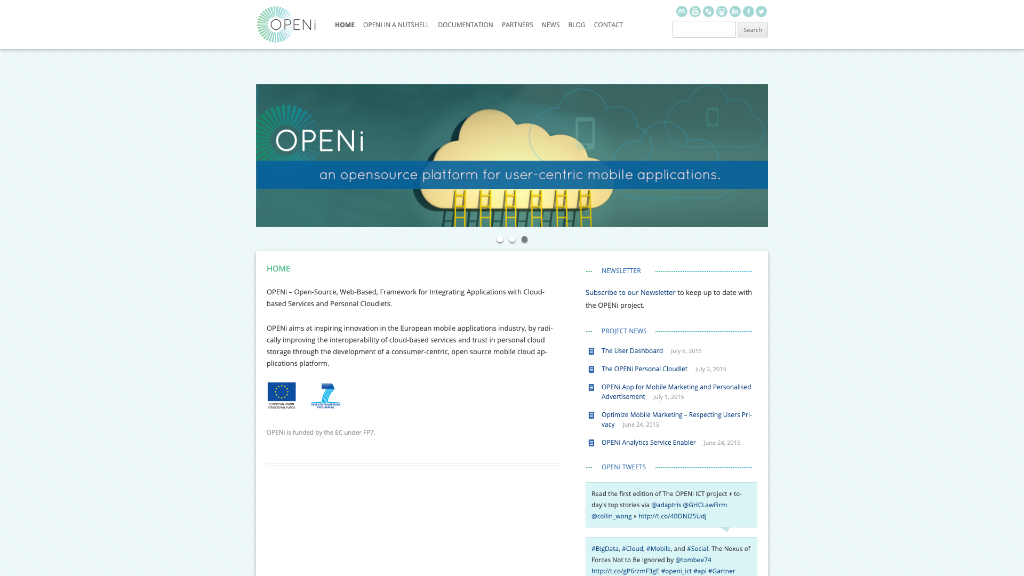 OPENi
HOME
OPENI IN A NUTSHELL
DOCUMENTATION
PARTNERS
NEWS
BLOG
CONTACT
Search
OPENi
an opensource platform for user-centric mobile applications.
HOME
OPENi – Open-Source, Web-Based, Framework for Integrating Applications with Cloud-
based Services and Personal Cloudlets.
OPENi aims at inspiring innovation in the European mobile applications industry, by radi-
cally improving the interoperability of cloud-based services and trust in personal cloud
storage through the development of a consumer-centric, open source mobile cloud ap-
plications platform.
OPENi is funded by the EC under FP7.
NEWSLETTER
Subscribe to our Newsletter to keep up to date with
the OPENi project.
PROJECT NEWS
The User Dashboard July 6, 2015
The OPENi Personal Cloudlet July 2, 2015
OPENi App for Mobile Marketing and Personalised
Advertisement July 1, 2015
Optimize Mobile Marketing – Respecting Users Pri-
vacy June 24, 2015
OPENi Analytics Service Enabler June 24, 2015
OPENI TWEETS
Read the first edition of The OPENi ICT project ▸ to-
day's top stories via @adaptris @GHCLawFirm
@collin_wong ▸ http://t.co/4BDNI25Udj
#BigData, #Cloud, #Mobile, and #Social: The Nexus of
Forces Not to Be Ignored by @tombee74
#openi_ict #api #Gartner